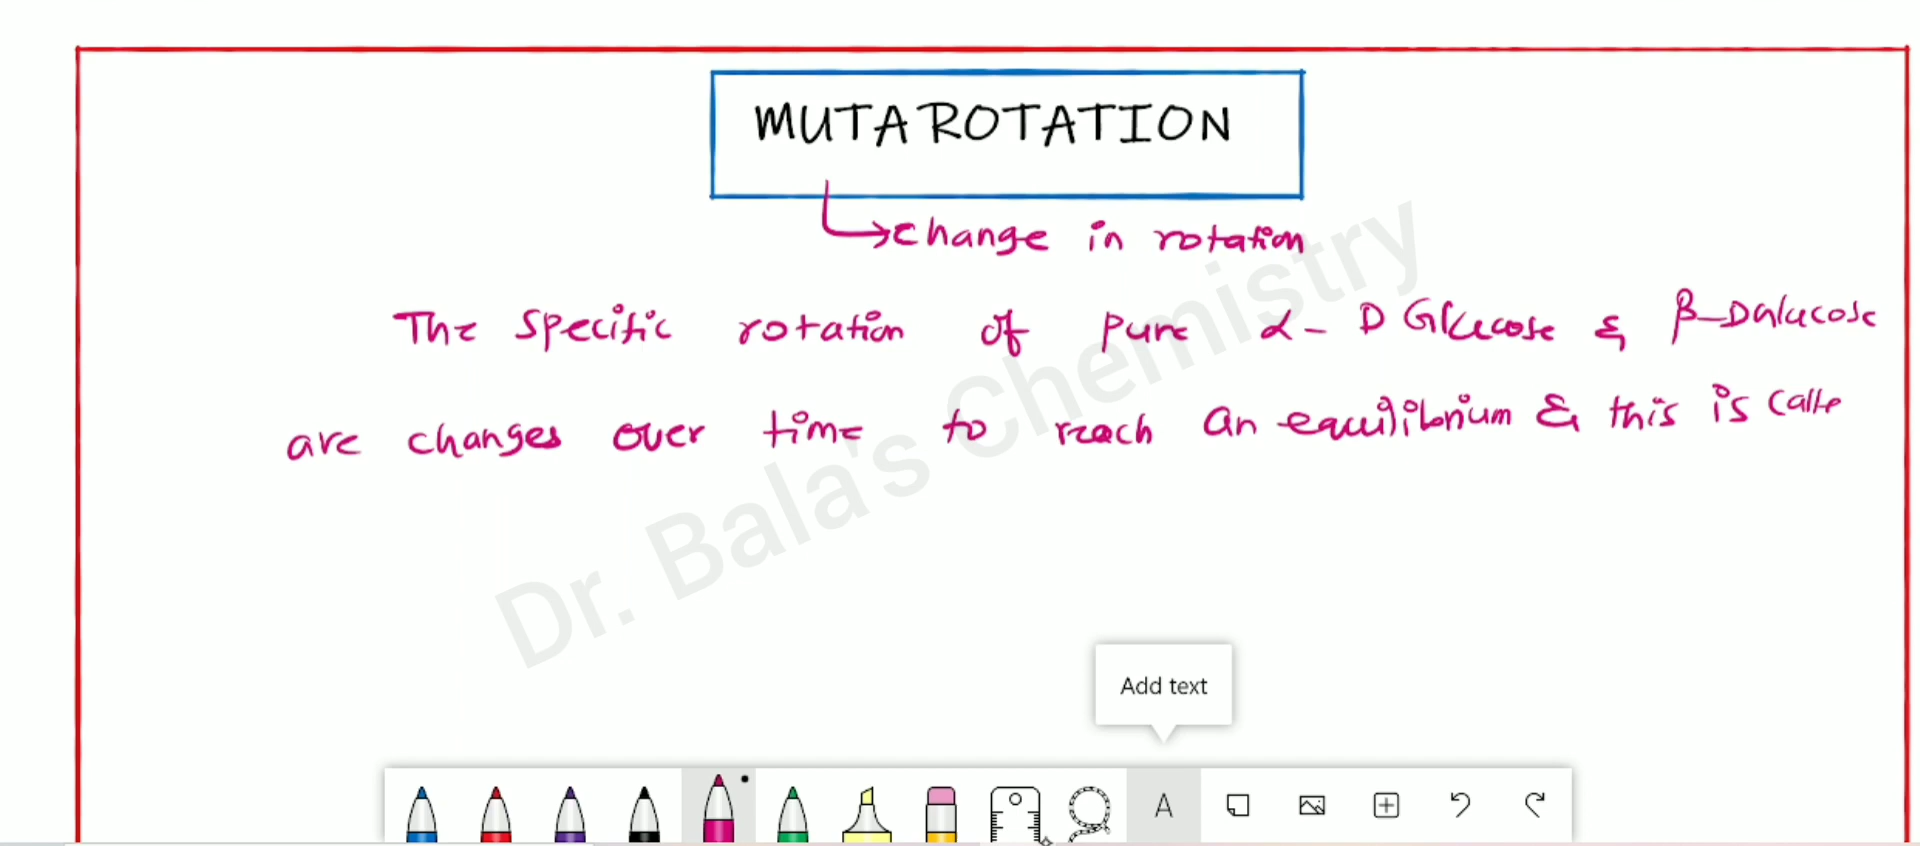 MUTAROTATION
change in rotation
The specific rotation of pure α- D Glucose & β-D Glucose
are changes over time to reach an equilibrium & this is calle
Dr. Bala's Chemistry
Add text
A